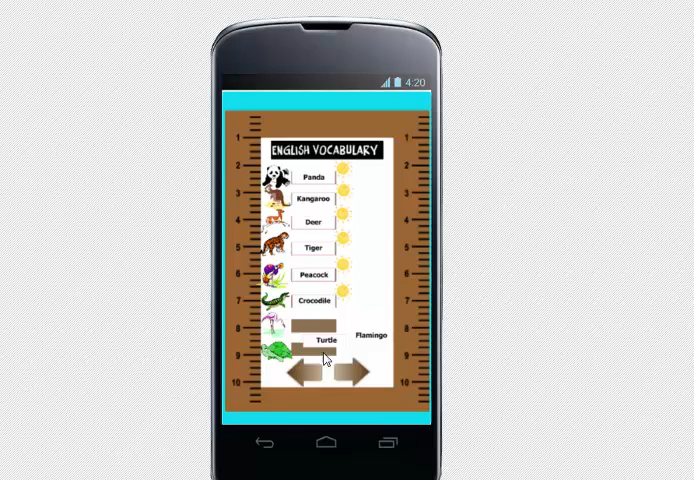 4:20
ENGLISH VOCABULARY
1 1
2 2
Panda
3 3
Kangaroo
4 4
Deer
5 5
Tiger
6 6
Peacock
7 7
Crocodile
8 8
Flamingo
Turtle
9 9
10 10